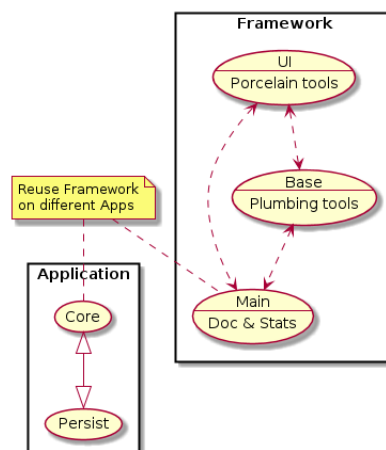 Framework
UI
Porcelain tools
Base
Plumbing tools
Reuse Framework
on different Apps
Application
Main
Doc & Stats
Core
Persist